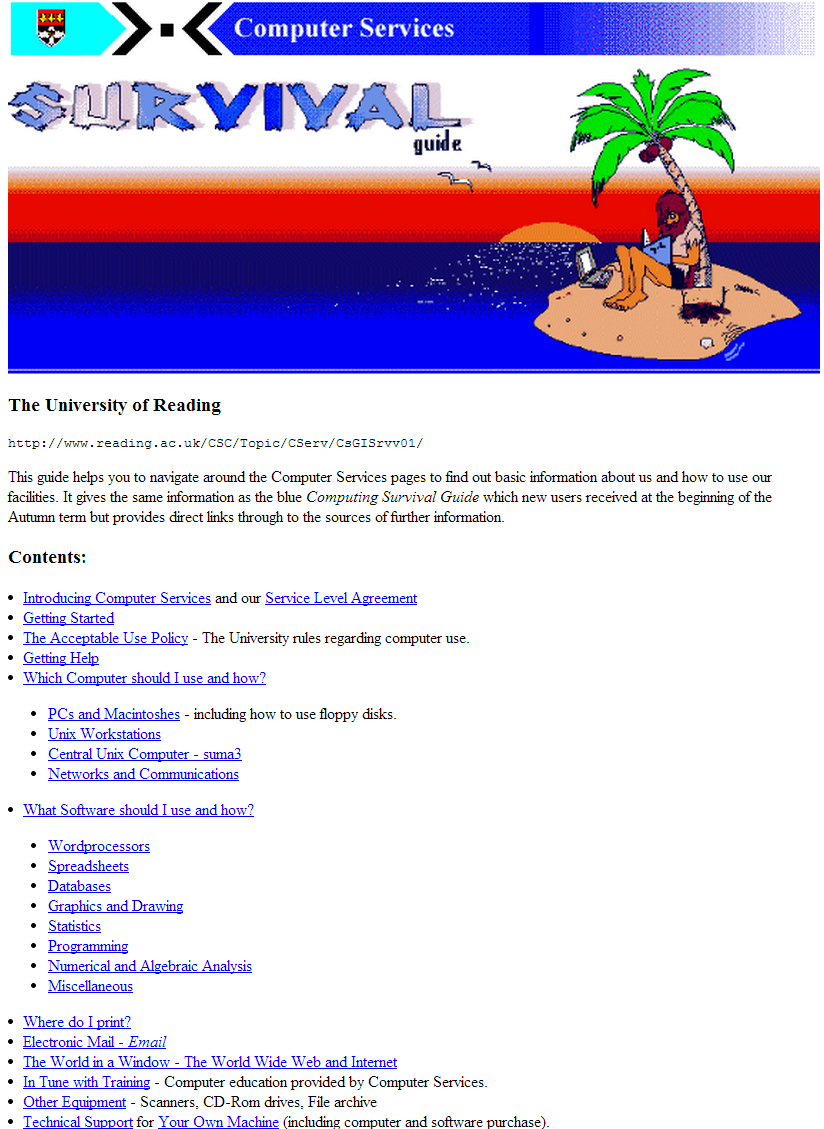 Computer Services
SURVIVAL
guide
The University of Reading
http://www.reading.ac.uk/CSC/Topic/CServ/CsGISrvv01/
This guide helps you to navigate around the Computer Services pages to find out basic information about us and how to use our
facilities. It gives the same information as the blue Computing Survival Guide which new users received at the beginning of the
Autumn term but provides direct links through to the sources of further information.
Contents:
• Introducing Computer Services and our Service Level Agreement
• Getting Started
• The Acceptable Use Policy - The University rules regarding computer use.
• Getting Help
• Which Computer should I use and how?
• PCs and Macintoshes - including how to use floppy disks.
• Unix Workstations
• Central Unix Computer - suma3
• Networks and Communications
• What Software should I use and how?
• Wordprocessors
• Spreadsheets
• Databases
• Graphics and Drawing
• Statistics
• Programming
• Numerical and Algebraic Analysis
• Miscellaneous
• Where do I print?
• Electronic Mail - Email
• The World in a Window - The World Wide Web and Internet
• In Tune with Training - Computer education provided by Computer Services.
• Other Equipment - Scanners, CD-Rom drives, File archive
• Technical Support for Your Own Machine (including computer and software purchase).